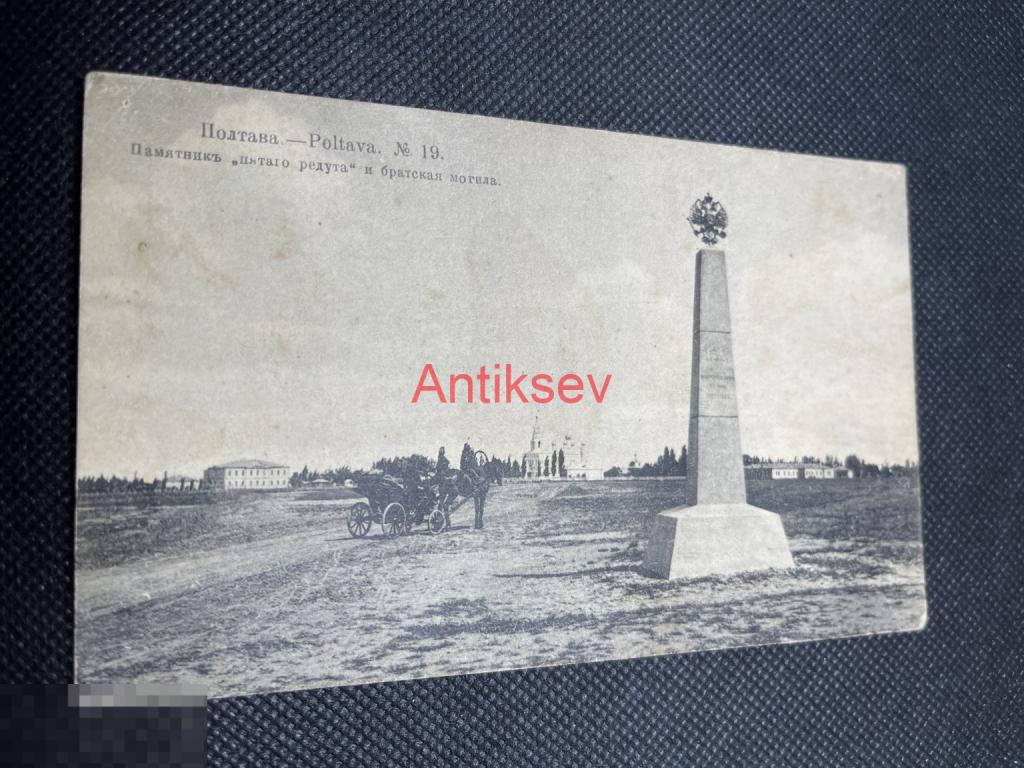 Полтава.—Poltava. № 19.
Памятникъ „пятаго редута“ и братская могила.
Antiksev